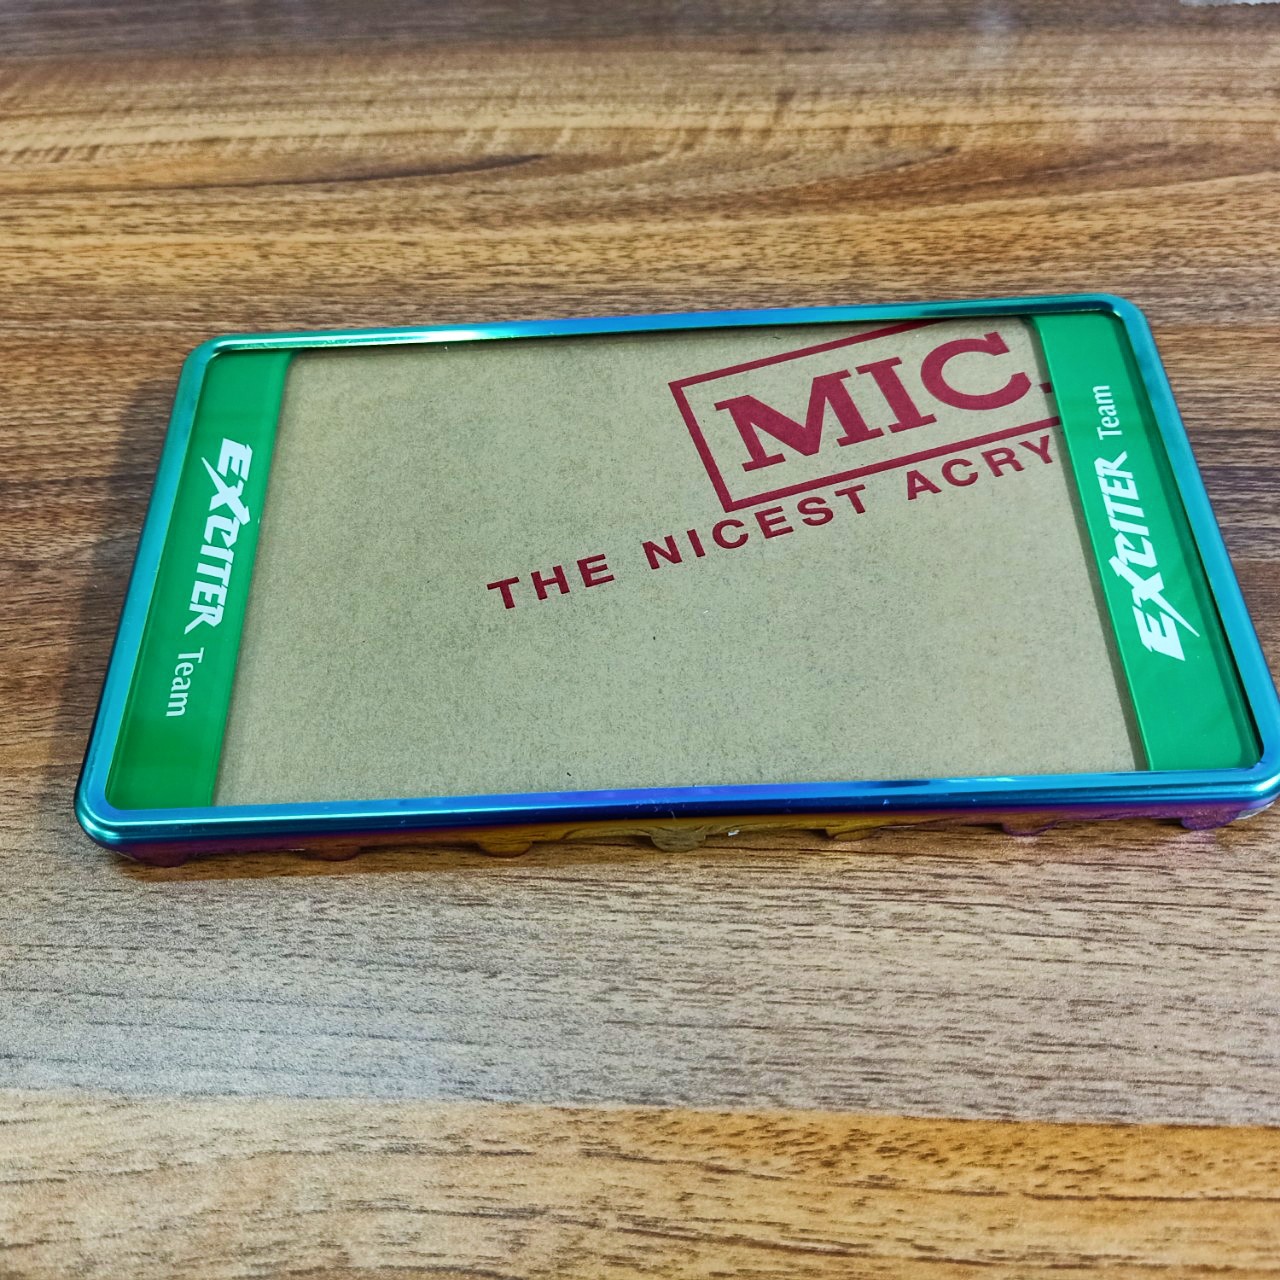 EXCITER Team
MIC.
THE NICEST ACRY
EXCITER Team